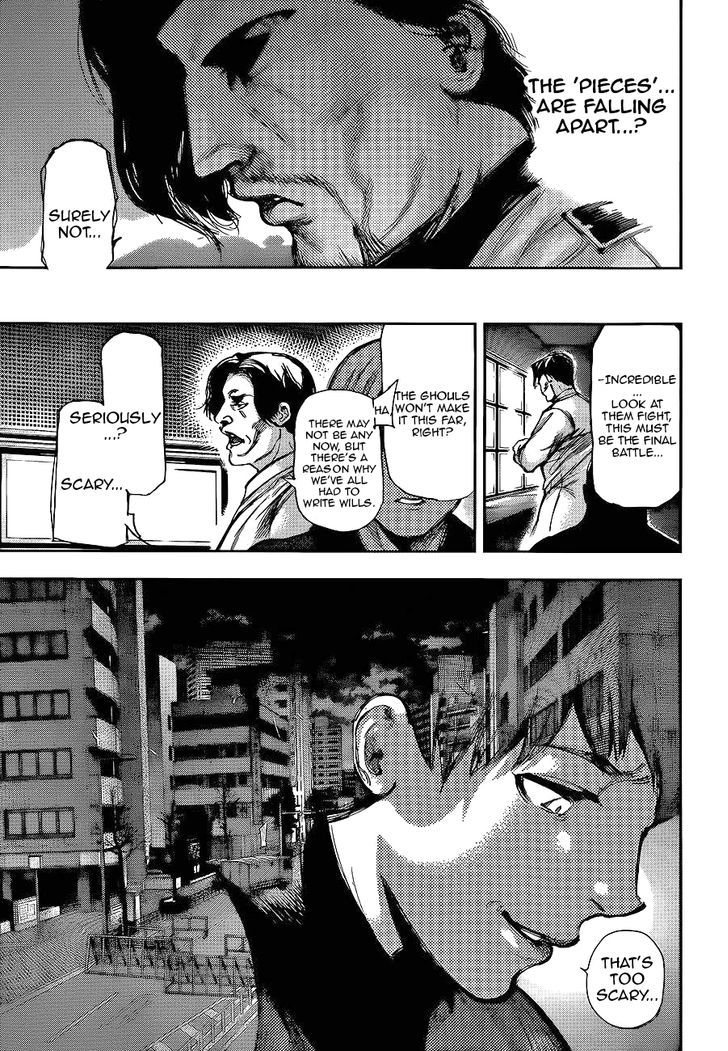 THE 'PIECES'...
ARE FALLING
APART...?
SURELY
NOT...
-INCREDIBLE
...
LOOK AT
THEM FIGHT,
THIS MUST
BE THE FINAL
BATTLE...
THE GHOULS
WON'T MAKE
IT THIS FAR,
RIGHT?
HA,
THERE MAY
NOT BE ANY
NOW, BUT
THERE'S A
REASON WHY
WE'VE ALL
HAD TO
WRITE WILLS.
SERIOUSLY
...?
SCARY...
THAT'S
TOO
SCARY...